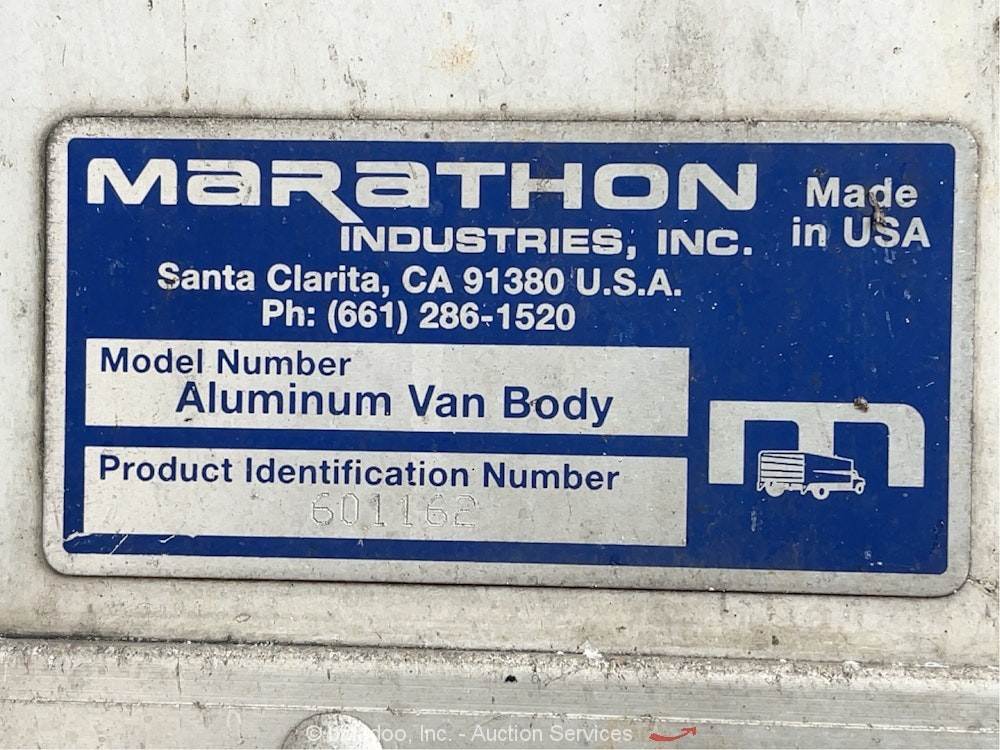 MARATHON
INDUSTRIES, INC.
Made
in USA
Santa Clarita, CA 91380 U.S.A.
Ph: (661) 286-1520
Model Number
Aluminum Van Body
Product Identification Number
601162
m
© bidadoo, Inc. - Auction Services